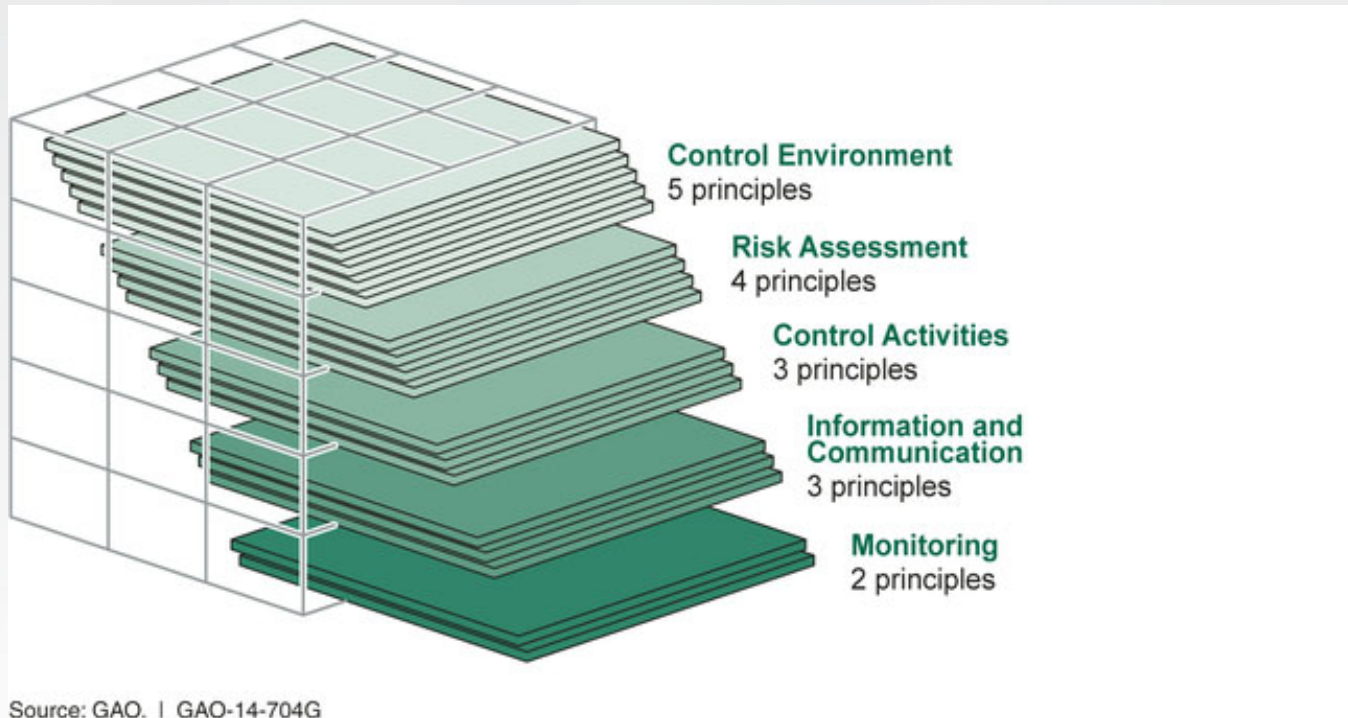 Control Environment
5 principles
Risk Assessment
4 principles
Control Activities
3 principles
Information and
Communication
3 principles
Monitoring
2 principles
Source: GAO. | GAO-14-704G